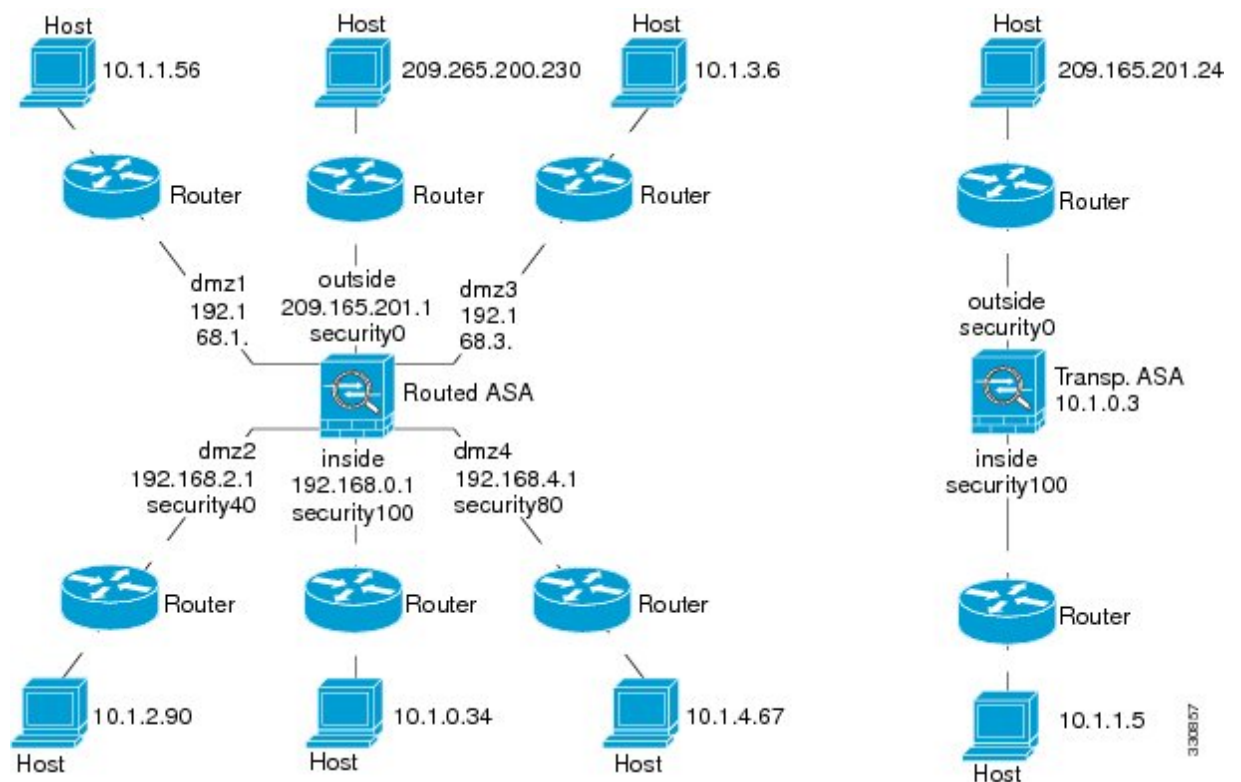 Host
10.1.1.56
Host
209.265.200.230
Host
10.1.3.6
Host
209.165.201.24
Router
Router
Router
Router
dmz1
192.1
68.1.
outside
209.165.201.1
security0
dmz3
192.1
68.3.
outside
security0
Routed ASA
Transp. ASA
10.1.0.3
dmz2
192.168.2.1
security40
inside
192.168.0.1
security100
dmz4
192.168.4.1
security80
inside
security100
Router
Router
Router
Router
10.1.2.90
Host
10.1.0.34
Host
10.1.4.67
Host
10.1.1.5
Host
330857